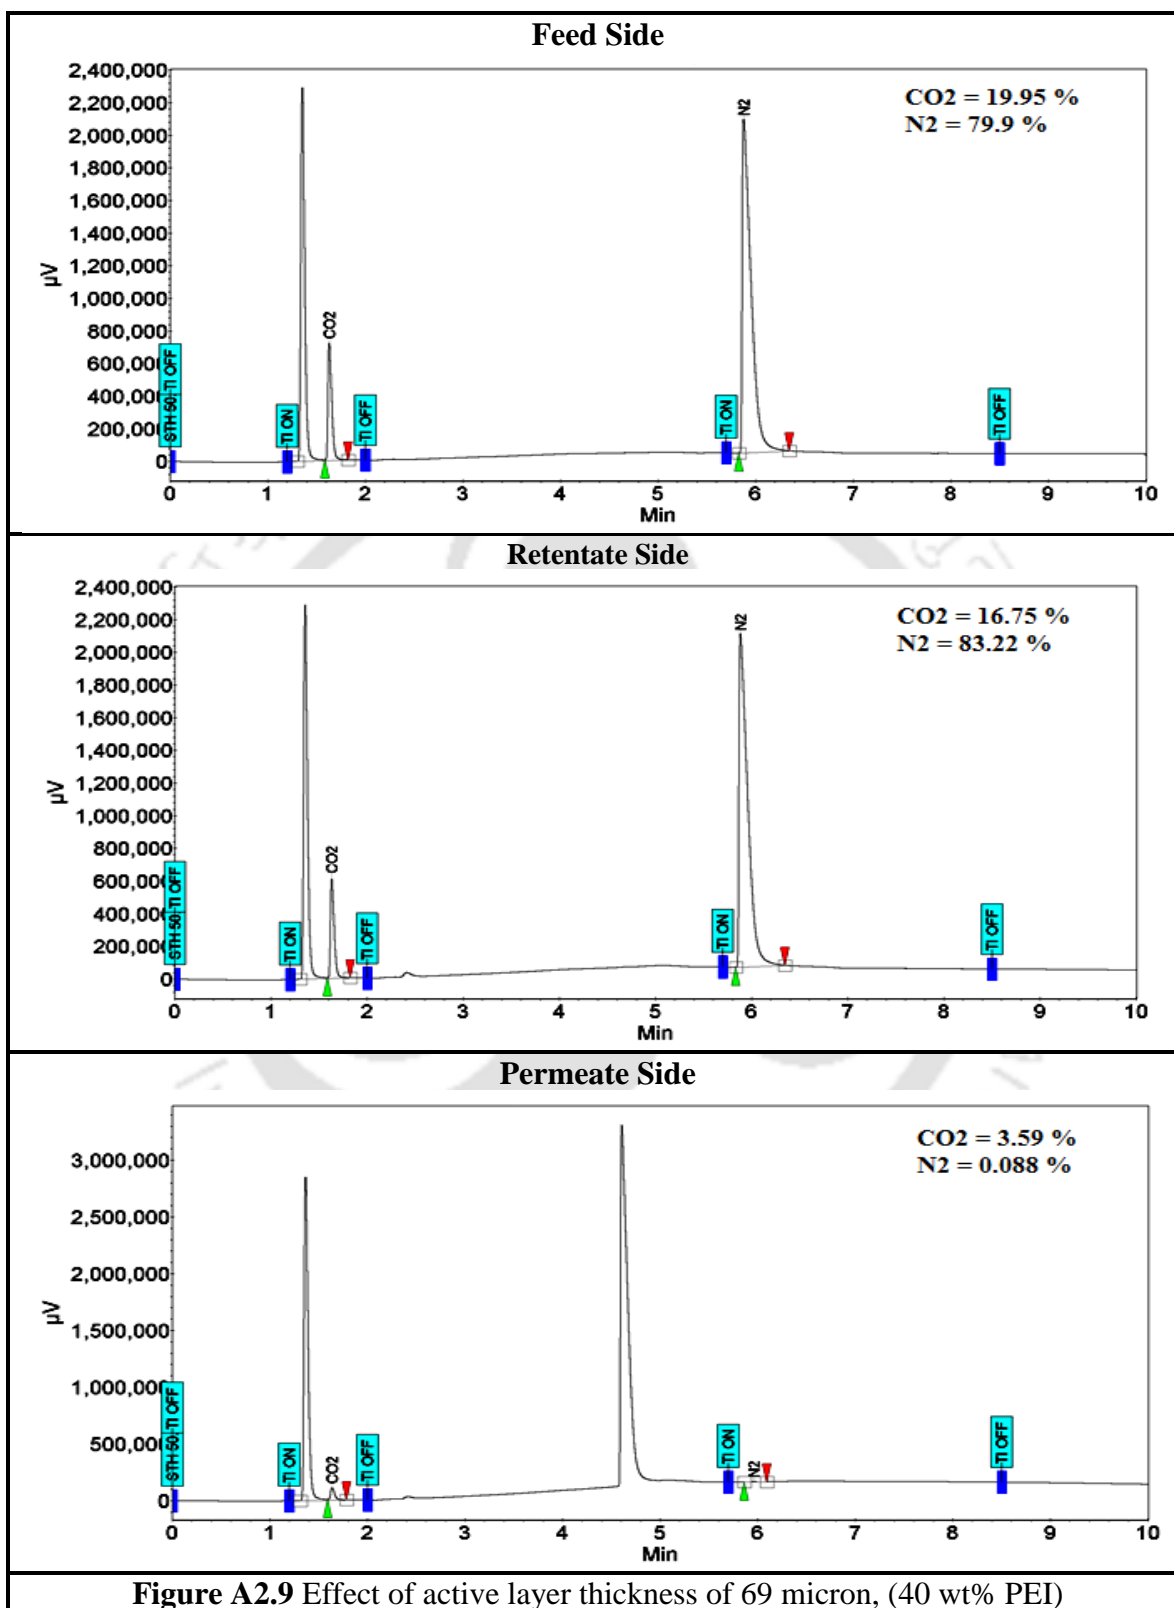 Feed Side
CO2 = 19.95 %
N2 = 79.9 %
2,400,000
2,200,000
2,000,000
1,800,000
1,600,000
1,400,000
1,200,000
1,000,000
800,000
600,000
400,000
200,000
0
µV
STH 50,-TI OFF
-TI ON
CO2
-TI OFF
-TI ON
N2
-TI OFF
0 1 2 3 4 5 6 7 8 9 10
Min
Retentate Side
CO2 = 16.75 %
N2 = 83.22 %
2,400,000
2,200,000
2,000,000
1,800,000
1,600,000
1,400,000
1,200,000
1,000,000
800,000
600,000
400,000
200,000
0
µV
STH 50,-TI OFF
-TI ON
CO2
-TI OFF
-TI ON
N2
-TI OFF
0 1 2 3 4 5 6 7 8 9 10
Min
Permeate Side
CO2 = 3.59 %
N2 = 0.088 %
3,000,000
2,500,000
2,000,000
1,500,000
1,000,000
500,000
0
µV
STH 50,-TI OFF
-TI ON
CO2
-TI OFF
-TI ON
N2
-TI OFF
0 1 2 3 4 5 6 7 8 9 10
Min
Figure A2.9 Effect of active layer thickness of 69 micron, (40 wt% PEI)